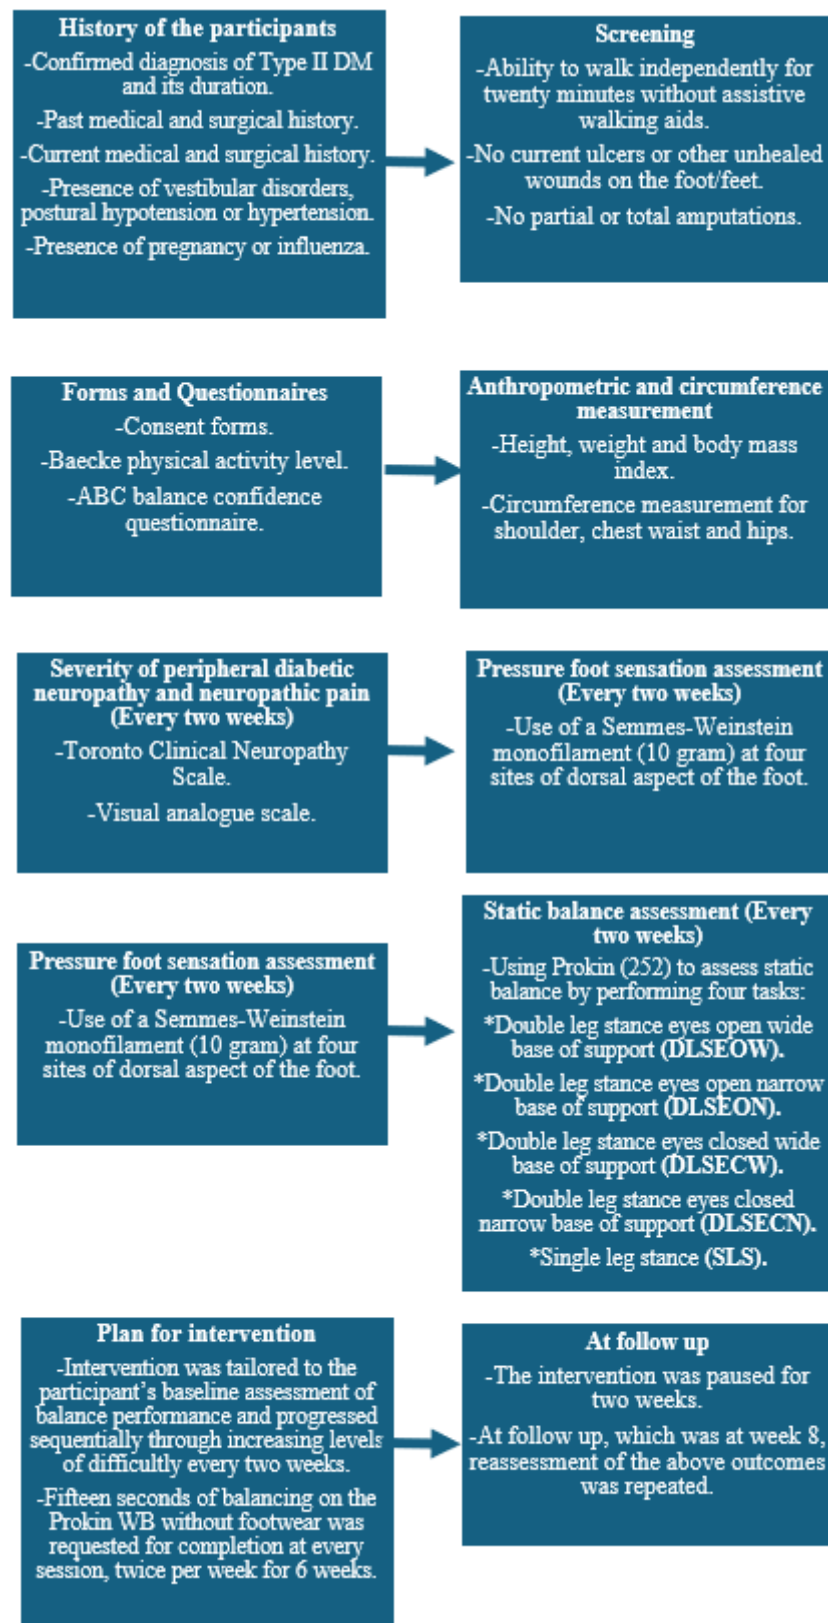 History of the participants
-Confirmed diagnosis of Type II DM
and its duration.
-Past medical and surgical history.
-Current medical and surgical history.
-Presence of vestibular disorders,
postural hypotension or hypertension.
-Presence of pregnancy or influenza.
Screening
-Ability to walk independently for
twenty minutes without assistive
walking aids.
-No current ulcers or other unhealed
wounds on the foot/feet.
-No partial or total amputations.
Forms and Questionnaires
-Consent forms.
-Baecke physical activity level.
-ABC balance confidence
questionnaire.
Anthropometric and circumference
measurement
-Height, weight and body mass
index.
-Circumference measurement for
shoulder, chest waist and hips.
Severity of peripheral diabetic
neuropathy and neuropathic pain
(Every two weeks)
-Toronto Clinical Neuropathy
Scale.
-Visual analogue scale.
Pressure foot sensation assessment
(Every two weeks)
-Use of a Semmes-Weinstein
monofilament (10 gram) at four
sites of dorsal aspect of the foot.
Pressure foot sensation assessment
(Every two weeks)
-Use of a Semmes-Weinstein
monofilament (10 gram) at four
sites of dorsal aspect of the foot.
Static balance assessment (Every
two weeks)
-Using Prokin (252) to assess static
balance by performing four tasks:
*Double leg stance eyes open wide
base of support (DLSEOW).
*Double leg stance eyes open narrow
base of support (DLSEON).
*Double leg stance eyes closed wide
base of support (DLSECW).
*Double leg stance eyes closed
narrow base of support (DLSECN).
*Single leg stance (SLS).
Plan for intervention
-Intervention was tailored to the
participant’s baseline assessment of
balance performance and progressed
sequentially through increasing levels
of difficultly every two weeks.
-Fifteen seconds of balancing on the
Prokin WB without footwear was
requested for completion at every
session, twice per week for 6 weeks.
At follow up
-The intervention was paused for
two weeks.
-At follow up, which was at week 8,
reassessment of the above outcomes
was repeated.